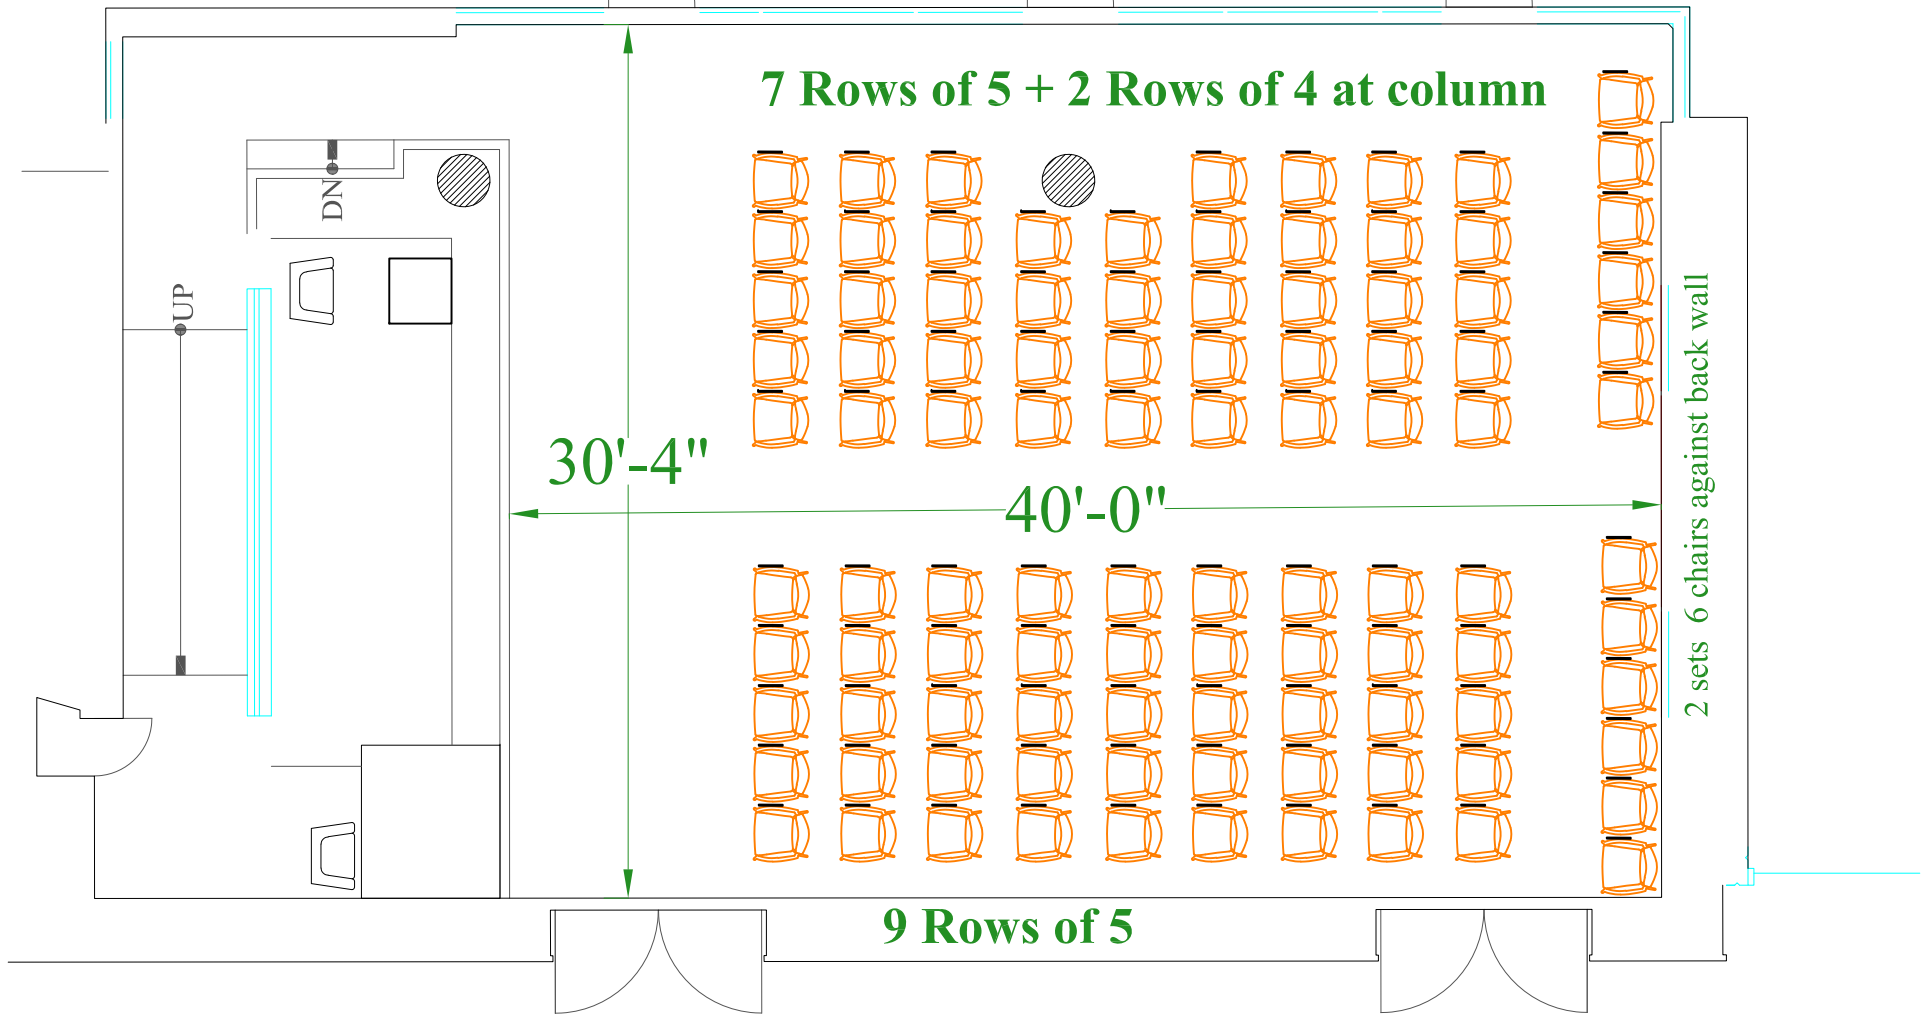 7 Rows of 5 + 2 Rows of 4 at column
DN
UP
30'-4"
40'-0"
2 sets 6 chairs against back wall
9 Rows of 5